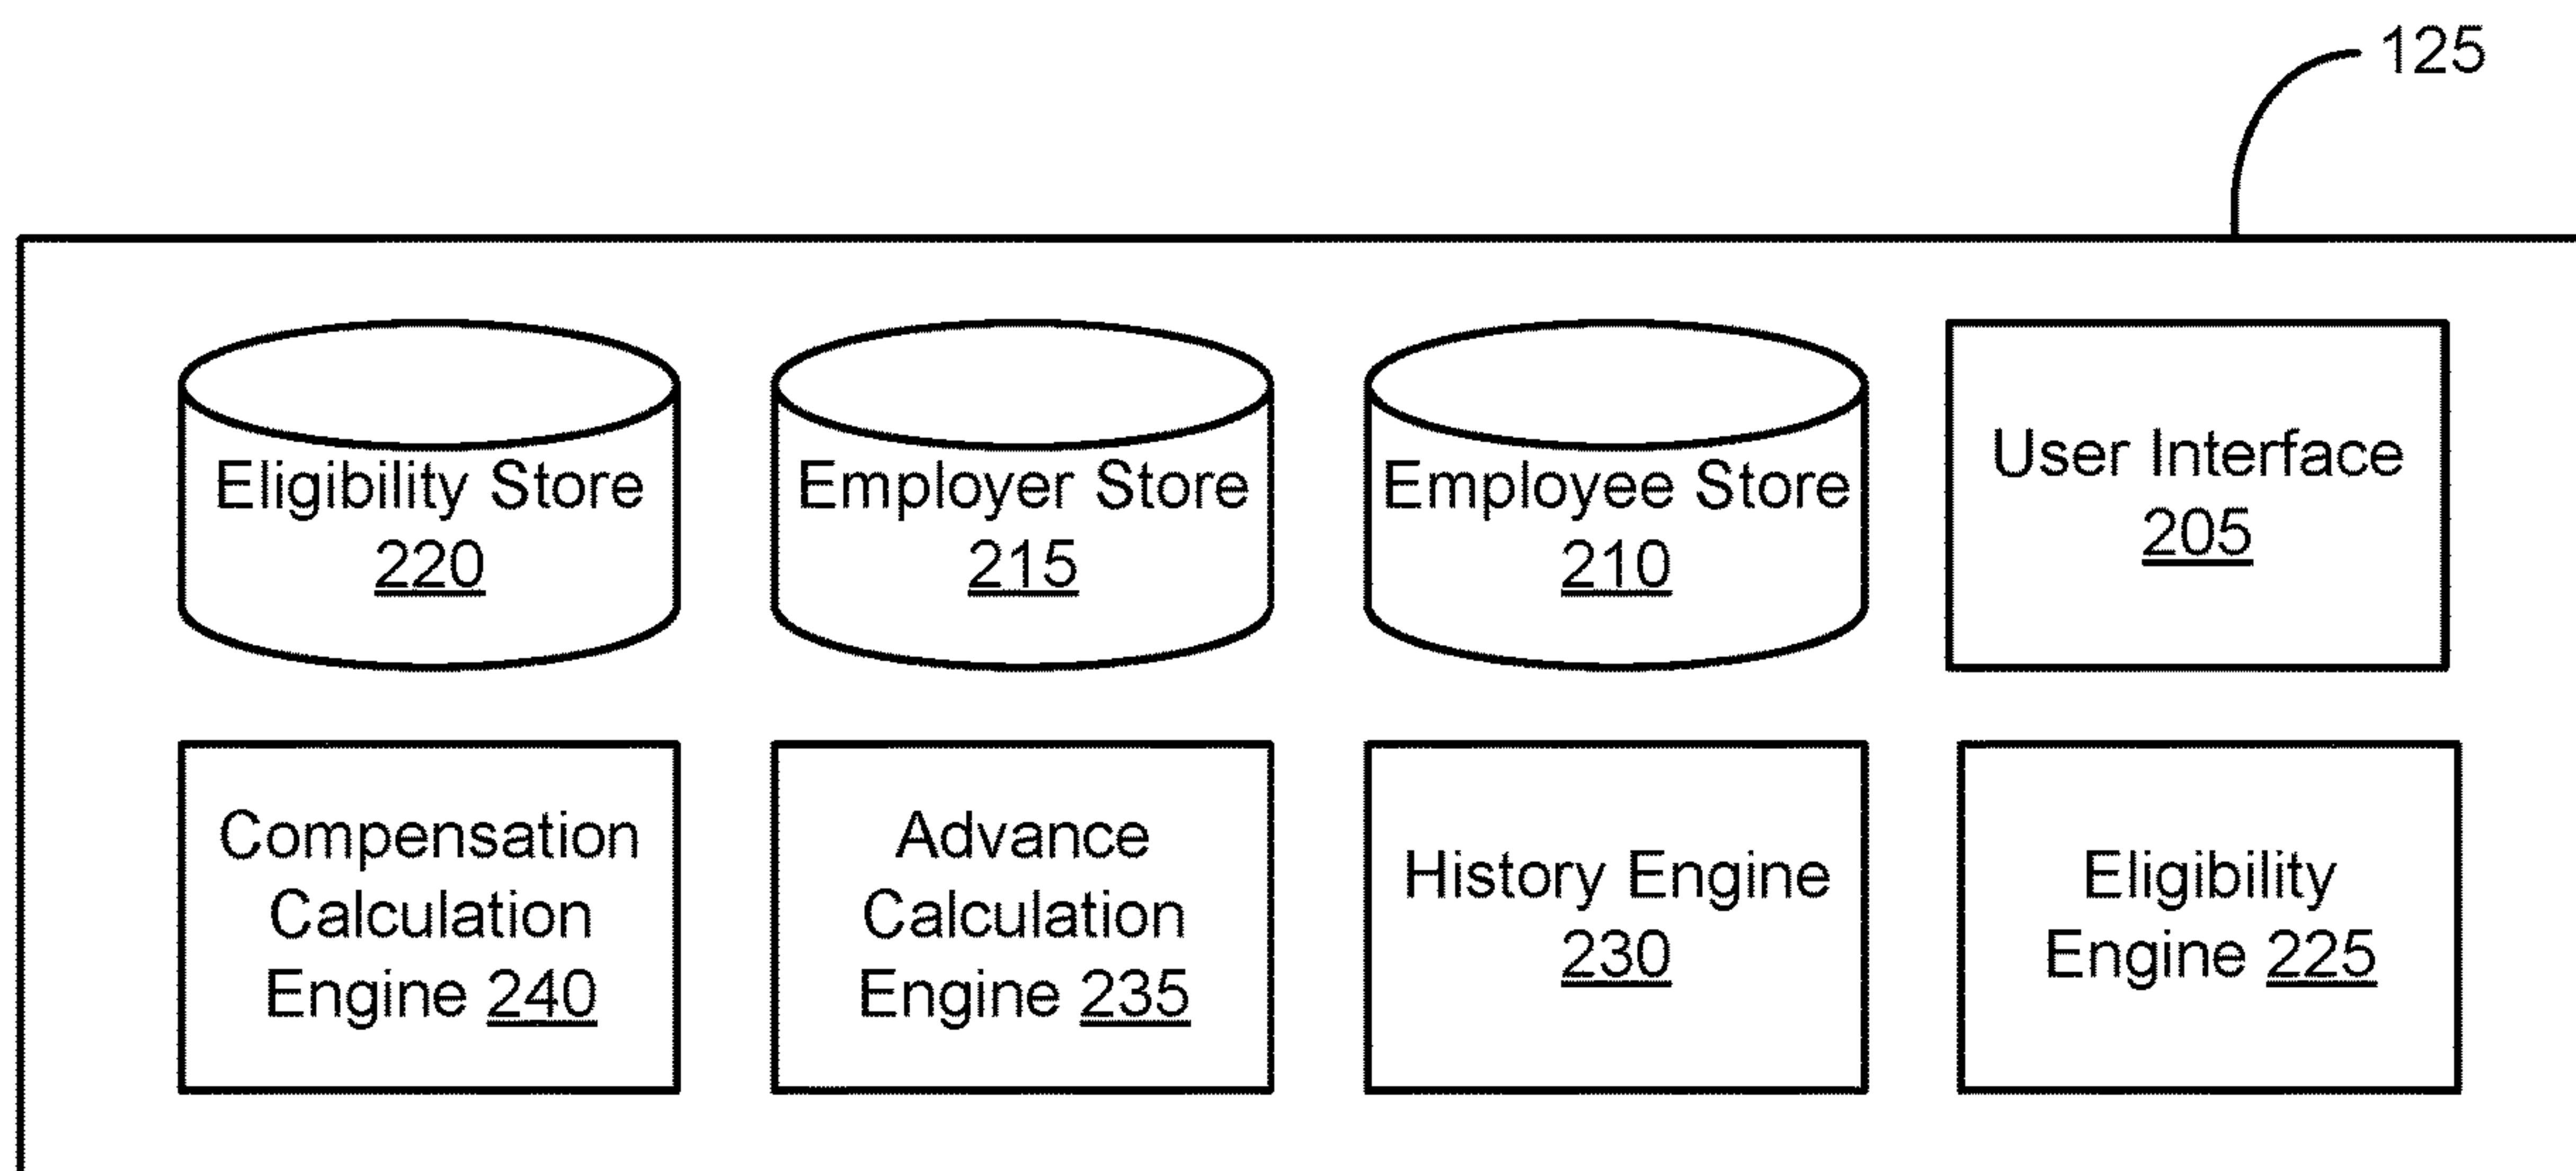 125
Eligibility Store
220
Employer Store
215
Employee Store
210
User Interface
205
Compensation
Calculation
Engine 240
Advance
Calculation
Engine 235
History Engine
230
Eligibility
Engine 225